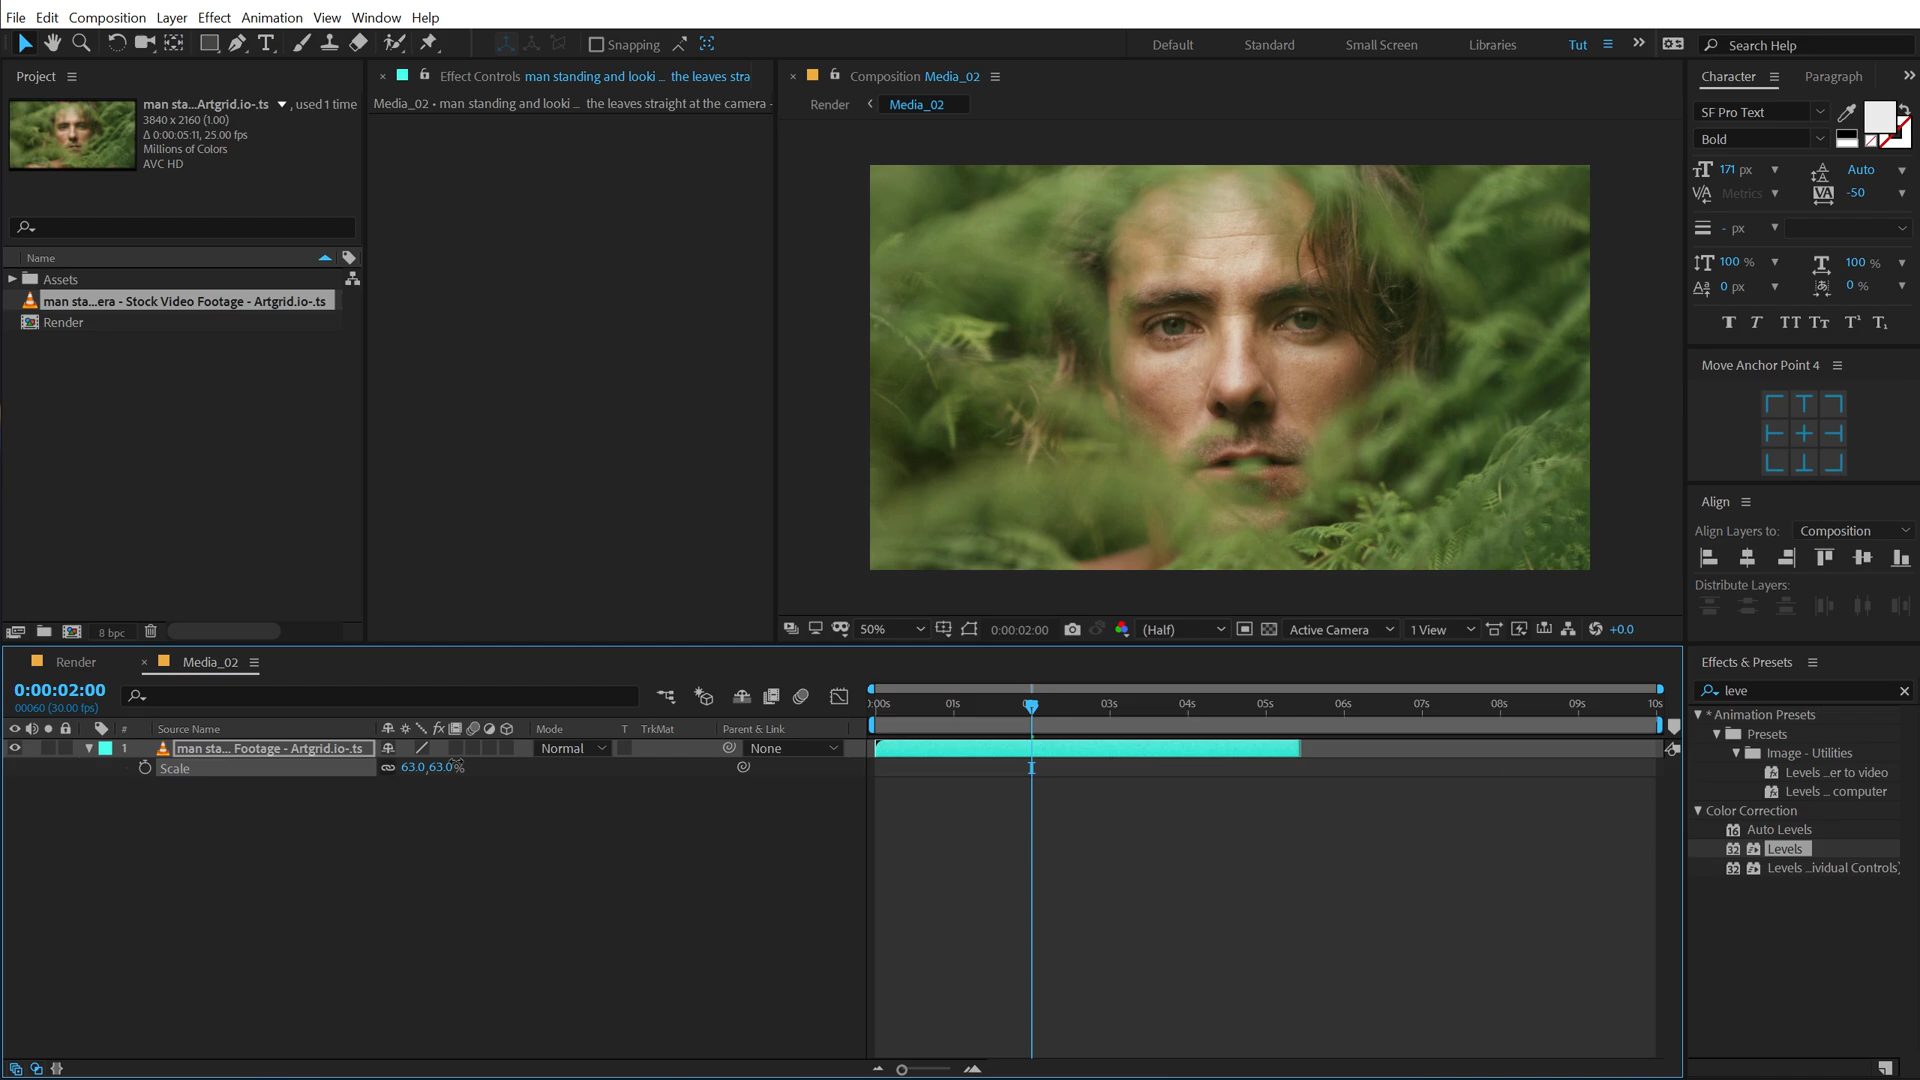 File Edit Composition Layer Effect Animation View Window Help
Snapping
Default Standard Small Screen Libraries Tut
Search Help
Project
man sta...Artgrid.io-.ts , used 1 time
3840 x 2160 (1.00)
Δ 0:00:05:11, 25.00 fps
Millions of Colors
AVC HD
Name
Assets
man sta...era - Stock Video Footage - Artgrid.io-.ts
Render
8 bpc
Effect Controls man standing and looki ... the leaves stra
Media_02 • man standing and looki ... the leaves straight at the camera -
Composition Media_02
Render Media_02
50% 0:00:02:00 (Half) Active Camera 1 View +0.0
Character Paragraph
SF Pro Text
Bold
171 px Auto
Metrics -50
- px
100 % 100 %
0 px 0 %
T T TT Tt T¹ T₁
Move Anchor Point 4
Align
Align Layers to: Composition
Distribute Layers:
Effects & Presets
leve
* Animation Presets
Presets
Image - Utilities
Levels ...er to video
Levels ... computer
Color Correction
Auto Levels
Levels
Levels ...ividual Controls)
Render Media_02
0:00:02:00
00060 (30.00 fps)
# Source Name Mode T TrkMat Parent & Link
1 man sta... Footage - Artgrid.io-.ts Normal None
Scale 63.0,63.0%
0:00s 01s 03s 04s 05s 06s 07s 08s 09s 10s